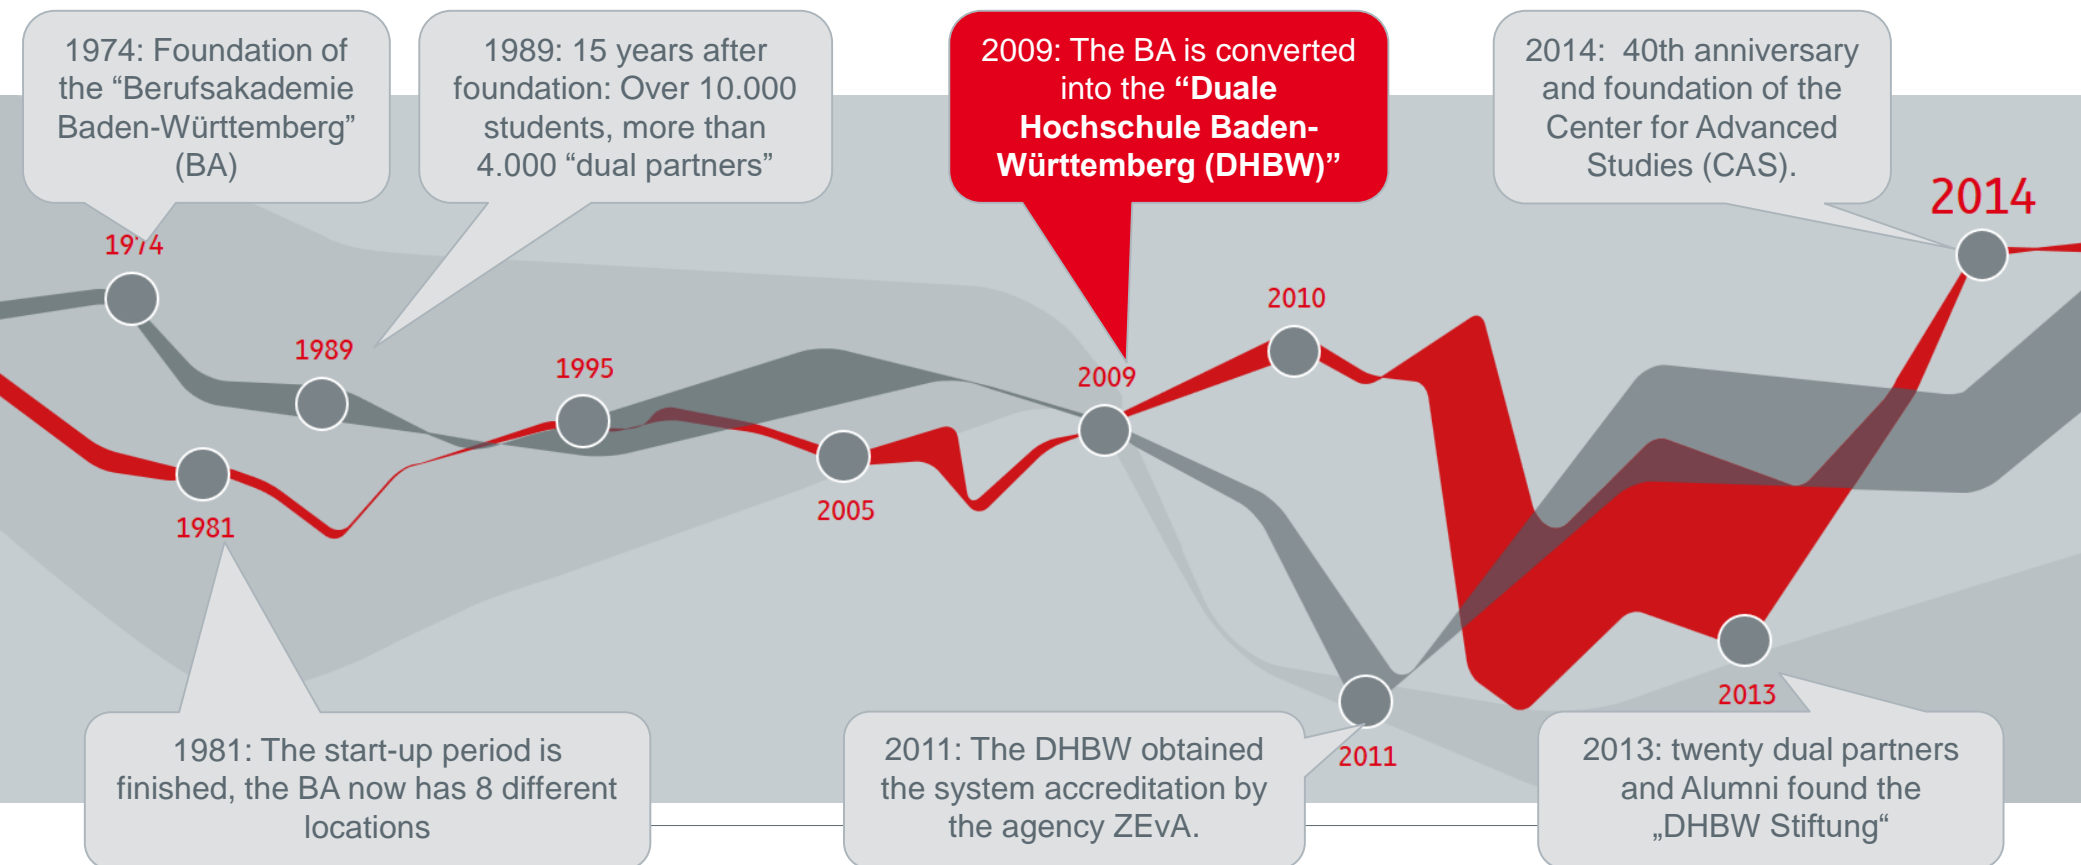 1974: Foundation of
the “Berufsakademie
Baden-Württemberg”
(BA)
1989: 15 years after
foundation: Over 10.000
students, more than
4.000 “dual partners”
2009: The BA is converted
into the “Duale
Hochschule Baden-
Württemberg (DHBW)”
2014:  40th anniversary
and foundation of the
Center for Advanced
Studies (CAS).
1974
1989
1981
1995
2005
2009
2010
2011
2013
2014
1981: The start-up period is
finished, the BA now has 8 different
locations
2011: The DHBW obtained
the system accreditation by
the agency ZEvA.
2013: twenty dual partners
and Alumni found the
„DHBW Stiftung“